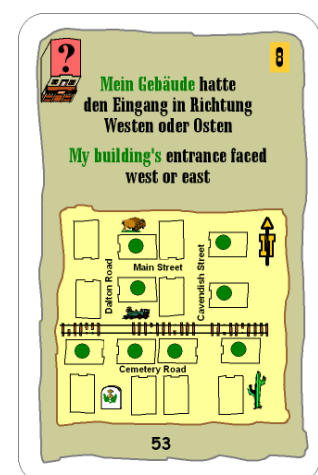 ?
8
Mein Gebäude hatte
den Eingang in Richtung
Westen oder Osten
My building's entrance faced
west or east
Dalton Road
Main Street
Cavendish Street
Cemetery Road
53